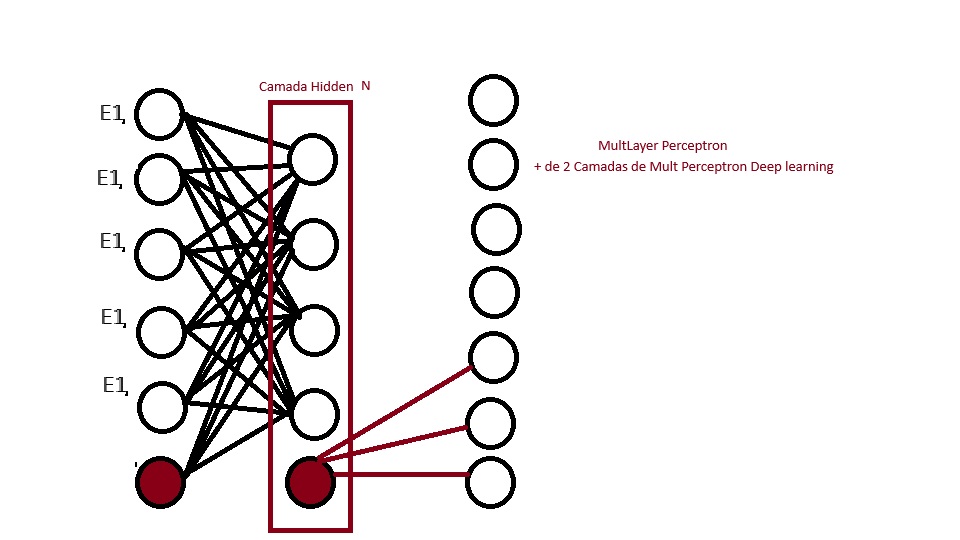 Camada Hidden N
E1,
MultLayer Perceptron
+ de 2 Camadas de Mult Perceptron Deep learning
E1,
E1,
E1,
E1,